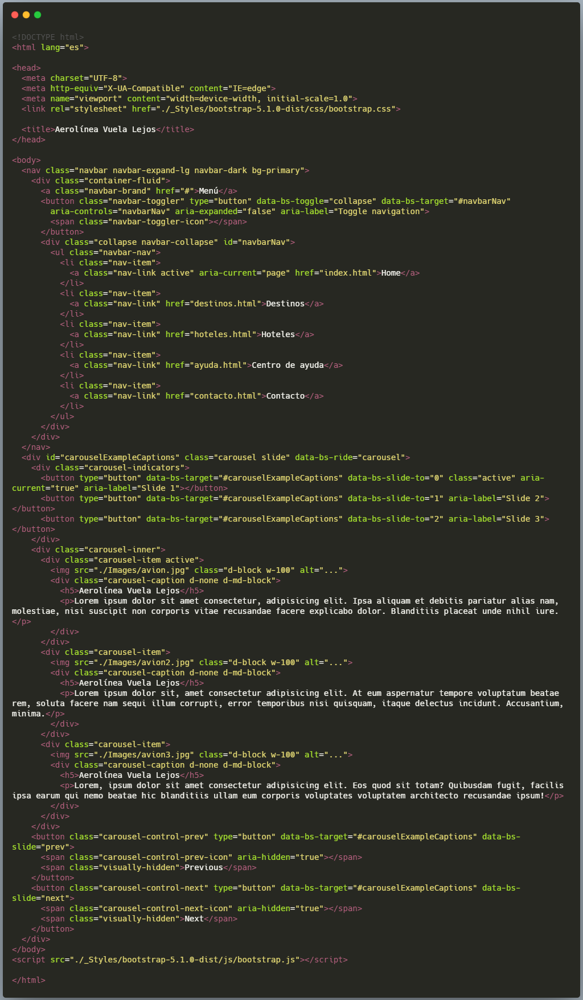 <!DOCTYPE html>
<html lang="es">

<head>
  <meta charset="UTF-8">
  <meta http-equiv="X-UA-Compatible" content="IE=edge">
  <meta name="viewport" content="width=device-width, initial-scale=1.0">
  <link rel="stylesheet" href="./_Styles/bootstrap-5.1.0-dist/css/bootstrap.css">

  <title>Aerolínea Vuela Lejos</title>
</head>

<body>
  <nav class="navbar navbar-expand-lg navbar-dark bg-primary">
    <div class="container-fluid">
      <a class="navbar-brand" href="#">Menú</a>
      <button class="navbar-toggler" type="button" data-bs-toggle="collapse" data-bs-target="#navbarNav"
        aria-controls="navbarNav" aria-expanded="false" aria-label="Toggle navigation">
        <span class="navbar-toggler-icon"></span>
      </button>
      <div class="collapse navbar-collapse" id="navbarNav">
        <ul class="navbar-nav">
          <li class="nav-item">
            <a class="nav-link active" aria-current="page" href="index.html">Home</a>
          </li>
          <li class="nav-item">
            <a class="nav-link" href="destinos.html">Destinos</a>
          </li>
          <li class="nav-item">
            <a class="nav-link" href="hoteles.html">Hoteles</a>
          </li>
          <li class="nav-item">
            <a class="nav-link" href="ayuda.html">Centro de ayuda</a>
          </li>
          <li class="nav-item">
            <a class="nav-link" href="contacto.html">Contacto</a>
          </li>
        </ul>
      </div>
    </div>
  </nav>
  <div id="carouselExampleCaptions" class="carousel slide" data-bs-ride="carousel">
    <div class="carousel-indicators">
      <button type="button" data-bs-target="#carouselExampleCaptions" data-bs-slide-to="0" class="active" aria-
current="true" aria-label="Slide 1"></button>
      <button type="button" data-bs-target="#carouselExampleCaptions" data-bs-slide-to="1" aria-label="Slide 2">
</button>
      <button type="button" data-bs-target="#carouselExampleCaptions" data-bs-slide-to="2" aria-label="Slide 3">
</button>
    </div>
    <div class="carousel-inner">
      <div class="carousel-item active">
        <img src="./Images/avion.jpg" class="d-block w-100" alt="...">
        <div class="carousel-caption d-none d-md-block">
          <h5>Aerolínea Vuela Lejos</h5>
          <p>Lorem ipsum dolor sit amet consectetur, adipisicing elit. Ipsa aliquam et debitis pariatur alias nam,
molestiae, nisi suscipit non corporis vitae recusandae facere explicabo dolor. Blanditiis placeat unde nihil iure.
</p>
        </div>
      </div>
      <div class="carousel-item">
        <img src="./Images/avion2.jpg" class="d-block w-100" alt="...">
        <div class="carousel-caption d-none d-md-block">
          <h5>Aerolínea Vuela Lejos</h5>
          <p>Lorem ipsum dolor sit, amet consectetur adipisicing elit. At eum aspernatur tempore voluptatum beatae
rem, soluta facere nam sequi illum corrupti, error temporibus nisi quisquam, itaque delectus incidunt. Accusantium,
minima.</p>
        </div>
      </div>
      <div class="carousel-item">
        <img src="./Images/avion3.jpg" class="d-block w-100" alt="...">
        <div class="carousel-caption d-none d-md-block">
          <h5>Aerolínea Vuela Lejos</h5>
          <p>Lorem, ipsum dolor sit amet consectetur adipisicing elit. Eos quod sit totam? Quibusdam fugit, facilis
ipsa earum qui nemo beatae hic blanditiis ullam eum corporis voluptates voluptatem architecto recusandae ipsum!</p>
        </div>
      </div>
    </div>
    <button class="carousel-control-prev" type="button" data-bs-target="#carouselExampleCaptions" data-bs-
slide="prev">
      <span class="carousel-control-prev-icon" aria-hidden="true"></span>
      <span class="visually-hidden">Previous</span>
    </button>
    <button class="carousel-control-next" type="button" data-bs-target="#carouselExampleCaptions" data-bs-
slide="next">
      <span class="carousel-control-next-icon" aria-hidden="true"></span>
      <span class="visually-hidden">Next</span>
    </button>
  </div>
</body>
<script src="./_Styles/bootstrap-5.1.0-dist/js/bootstrap.js"></script>

</html>